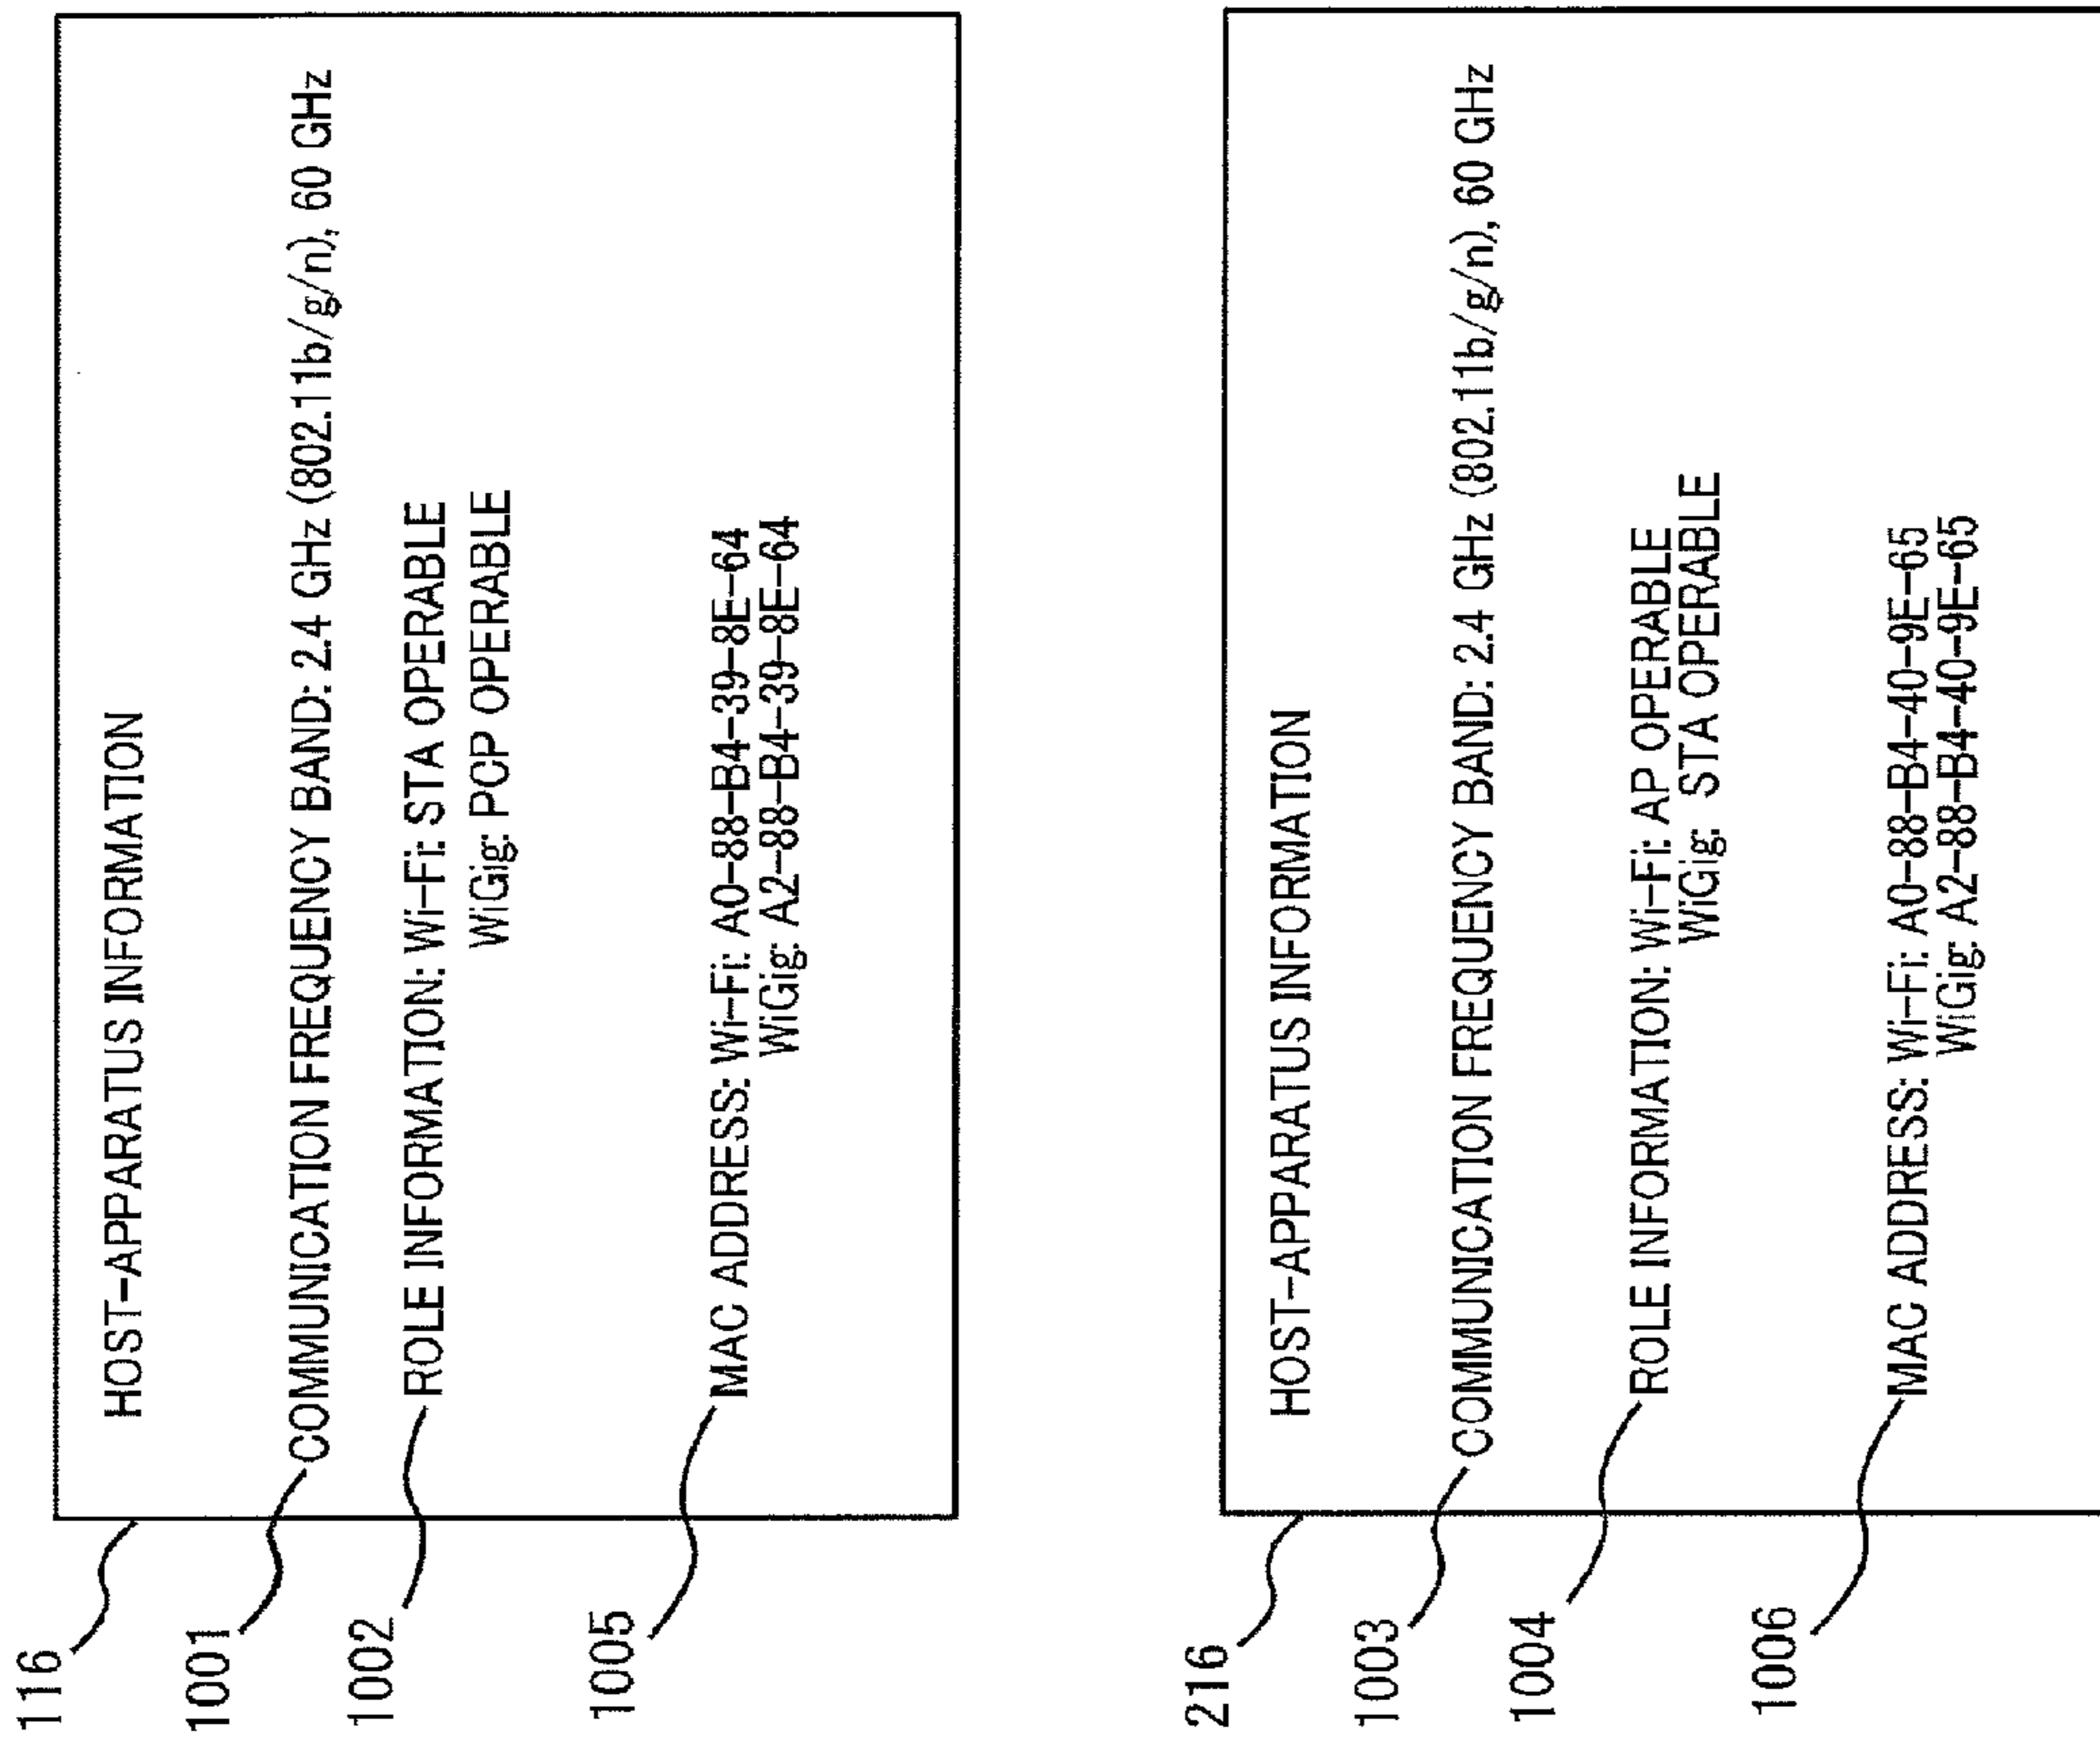 116
HOST-APPARATUS INFORMATION
1001
COMMUNICATION FREQUENCY BAND: 2.4 GHz (802.11b/g/n), 60 GHz
1002
ROLE INFORMATION: Wi-Fi: STA OPERABLE
WiGig: PCP OPERABLE
1005
MAC ADDRESS: Wi-Fi: A0-88-B4-39-8E-64
WiGig: A2-88-B4-39-8E-64
216
HOST-APPARATUS INFORMATION
1003
COMMUNICATION FREQUENCY BAND: 2.4 GHz (802.11b/g/n), 60 GHz
1004
ROLE INFORMATION: Wi-Fi: AP OPERABLE
WiGig: STA OPERABLE
1006
MAC ADDRESS: Wi-Fi: A0-88-B4-40-9E-65
WiGig: A2-88-B4-40-9E-65